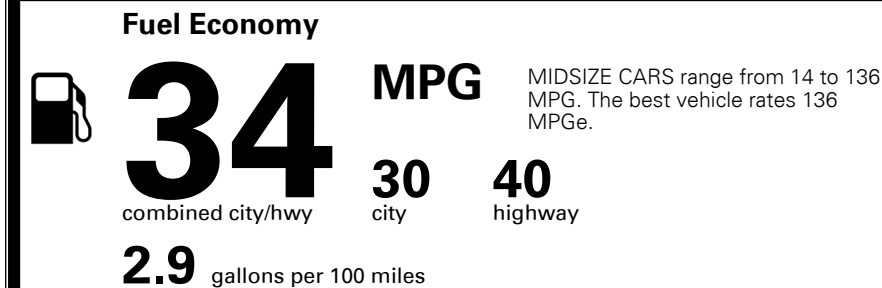 Fuel Economy
34 MPG
MIDSIZE CARS range from 14 to 136
MPG. The best vehicle rates 136
MPGe.
30 40
combined city/hwy city highway
2.9 gallons per 100 miles